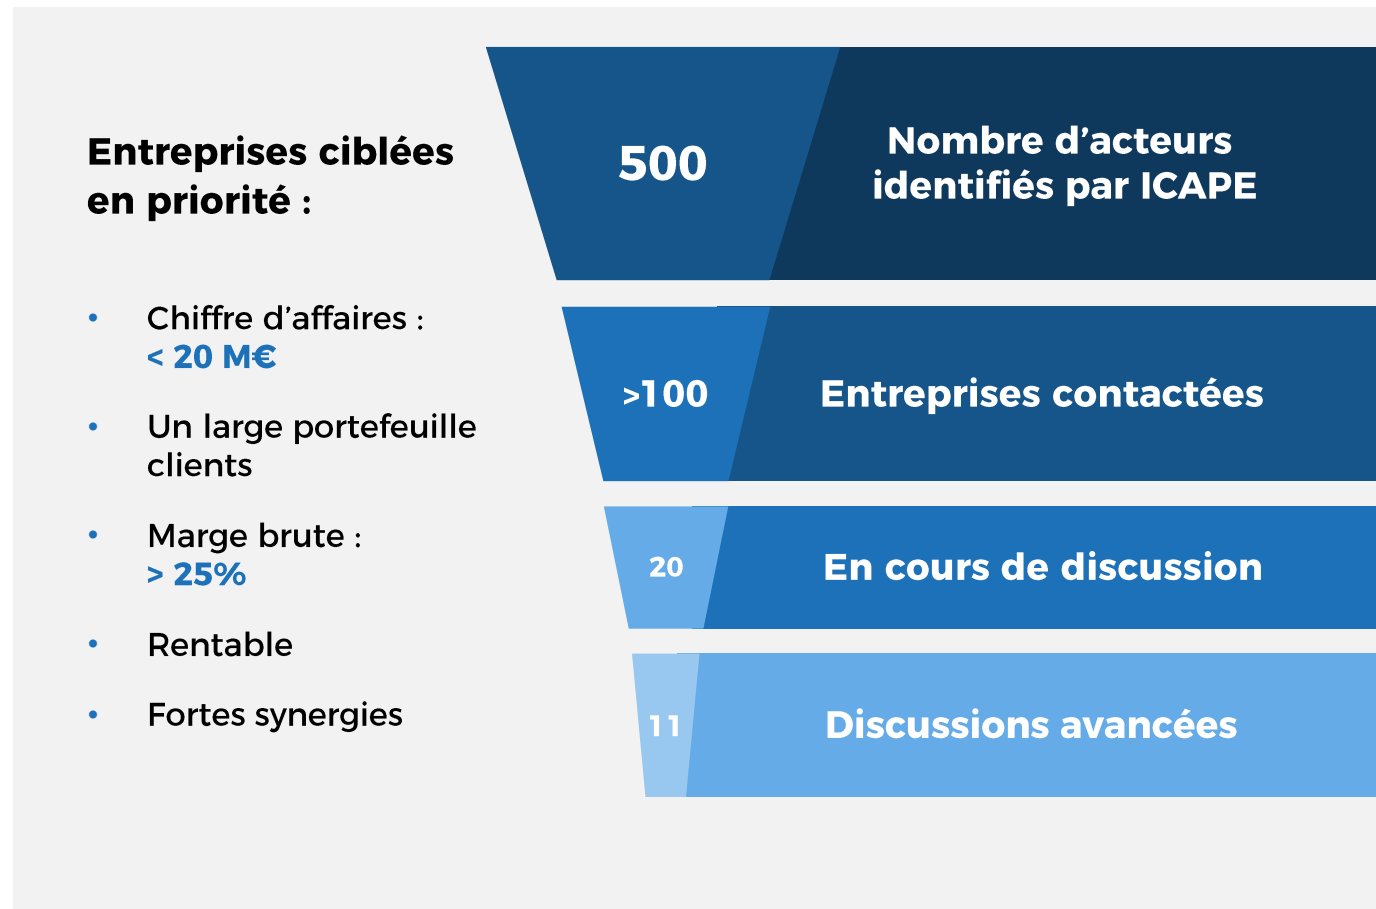 Entreprises ciblées
en priorité :
• Chiffre d’affaires :
< 20 M€
• Un large portefeuille
clients
• Marge brute :
> 25%
• Rentable
• Fortes synergies
500
Nombre d’acteurs
identifiés par ICAPE
>100
Entreprises contactées
20
En cours de discussion
11
Discussions avancées